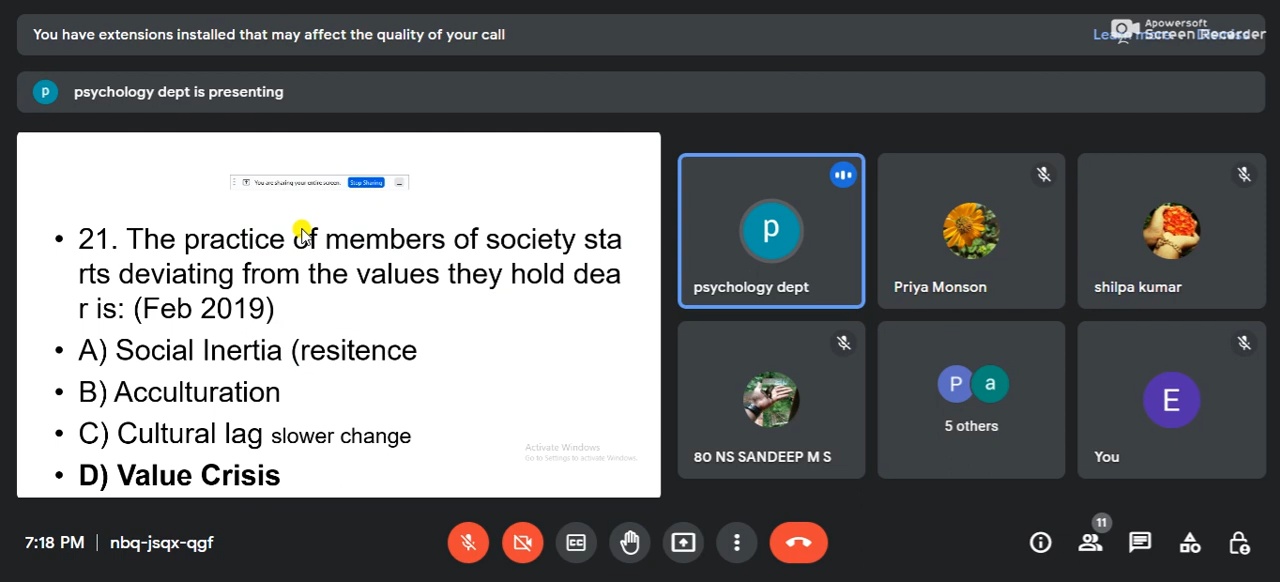 You have extensions installed that may affect the quality of your call
Apowersoft
Screen Recorder
p psychology dept is presenting
You are sharing your entire screen. Stop Sharing
• 21. The practice of members of society sta
rts deviating from the values they hold dea
r is: (Feb 2019)
• A) Social Inertia (resitence
• B) Acculturation
• C) Cultural lag slower change
• D) Value Crisis
Activate Windows
Go to Settings to activate Windows.
p
psychology dept
Priya Monson
shilpa kumar
80 NS SANDEEP M S
P a
5 others
E
You
7:18 PM | nbq-jsqx-qgf
CC
11